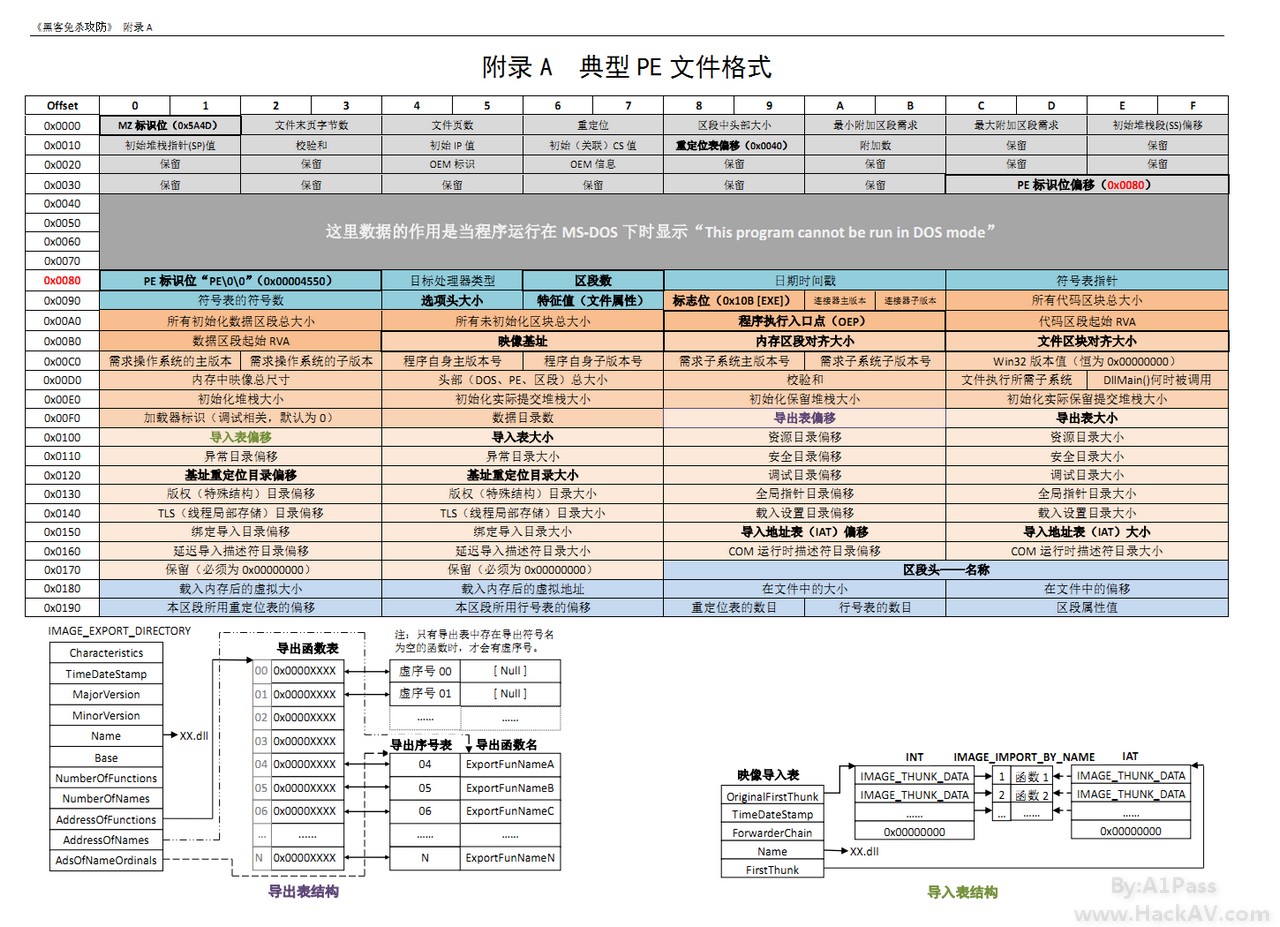 《黑客免杀攻防》 附录 A
附录 A 典型 PE 文件格式
Offset 0 1 2 3 4 5 6 7 8 9 A B C D E F
0x0000 MZ 标识位（0x5A4D） 文件末页字节数 文件页数 重定位 区段中头部大小 最小附加区段需求 最大附加区段需求 初始堆栈段(SS)偏移
0x0010 初始堆栈指针(SP)值 校验和 初始 IP 值 初始（关联）CS 值 重定位表偏移（0x0040） 附加数 保留 保留
0x0020 保留 保留 OEM 标识 OEM 信息 保留 保留 保留 保留
0x0030 保留 保留 保留 保留 保留 保留 PE 标识位偏移（0x0080）
0x0040
0x0050
这里数据的作用是当程序运行在 MS-DOS 下时显示“This program cannot be run in DOS mode”
0x0060
0x0070
0x0080 PE 标识位“PE\0\0”（0x00004550） 目标处理器类型 区段数 日期时间戳 符号表指针
0x0090 符号表的符号数 选项头大小 特征值（文件属性） 标志位（0x10B [EXE]） 连接器主版本 连接器子版本 所有代码区块总大小
0x00A0 所有初始化数据区段总大小 所有未初始化区块总大小 程序执行入口点（OEP） 代码区段起始 RVA
0x00B0 数据区段起始 RVA 映像基址 内存区段对齐大小 文件区块对齐大小
0x00C0 需求操作系统的主版本 需求操作系统的子版本 程序自身主版本号 程序自身子版本号 需求子系统主版本号 需求子系统子版本号 Win32 版本值（恒为 0x00000000）
0x00D0 内存中映像总尺寸 头部（DOS、PE、区段）总大小 校验和 文件执行所需子系统 DllMain()何时被调用
0x00E0 初始化堆栈大小 初始化实际提交堆栈大小 初始化保留堆栈大小 初始化实际保留提交堆栈大小
0x00F0 加载器标识（调试相关，默认为 0） 数据目录数 导出表偏移 导出表大小
0x0100 导入表偏移 导入表大小 资源目录偏移 资源目录大小
0x0110 异常目录偏移 异常目录大小 安全目录偏移 安全目录大小
0x0120 基址重定位目录偏移 基址重定位目录大小 调试目录偏移 调试目录大小
0x0130 版权（特殊结构）目录偏移 版权（特殊结构）目录大小 全局指针目录偏移 全局指针目录大小
0x0140 TLS（线程局部存储）目录偏移 TLS（线程局部存储）目录大小 载入设置目录偏移 载入设置目录大小
0x0150 绑定导入目录偏移 绑定导入目录大小 导入地址表（IAT）偏移 导入地址表（IAT）大小
0x0160 延迟导入描述符目录偏移 延迟导入描述符目录大小 COM 运行时描述符目录偏移 COM 运行时描述符目录大小
0x0170 保留（必须为 0x00000000） 保留（必须为 0x00000000） 区段头——名称
0x0180 载入内存后的虚拟大小 载入内存后的虚拟地址 在文件中的大小 在文件中的偏移
0x0190 本区段所用重定位表的偏移 本区段所用行号表的偏移 重定位表的数目 行号表的数目 区段属性值
IMAGE_EXPORT_DIRECTORY
Characteristics
TimeDateStamp
MajorVersion
MinorVersion
Name XX.dll
Base
NumberOfFunctions
NumberOfNames
AddressOfFunctions
AddressOfNames
AdsOfNameOrdinals
导出函数表
00 0x0000XXXX
01 0x0000XXXX
02 0x0000XXXX
03 0x0000XXXX
04 0x0000XXXX
05 0x0000XXXX
06 0x0000XXXX
... ......
N 0x0000XXXX
注：只有导出表中存在导出符号名
为空的函数时，才会有虚序号。
虚序号 00 [ Null ]
虚序号 01 [ Null ]
...... ......
导出序号表 导出函数名
04 ExportFunNameA
05 ExportFunNameB
06 ExportFunNameC
...... ......
N ExportFunNameN
导出表结构
映像导入表
OriginalFirstThunk
TimeDateStamp
ForwarderChain
Name XX.dll
FirstThunk
INT IMAGE_IMPORT_BY_NAME IAT
IMAGE_THUNK_DATA 1 函数 1 IMAGE_THUNK_DATA
IMAGE_THUNK_DATA 2 函数 2 IMAGE_THUNK_DATA
...... ... ...... ......
0x00000000 0x00000000
导入表结构
By:A1Pass
www.HackAV.com